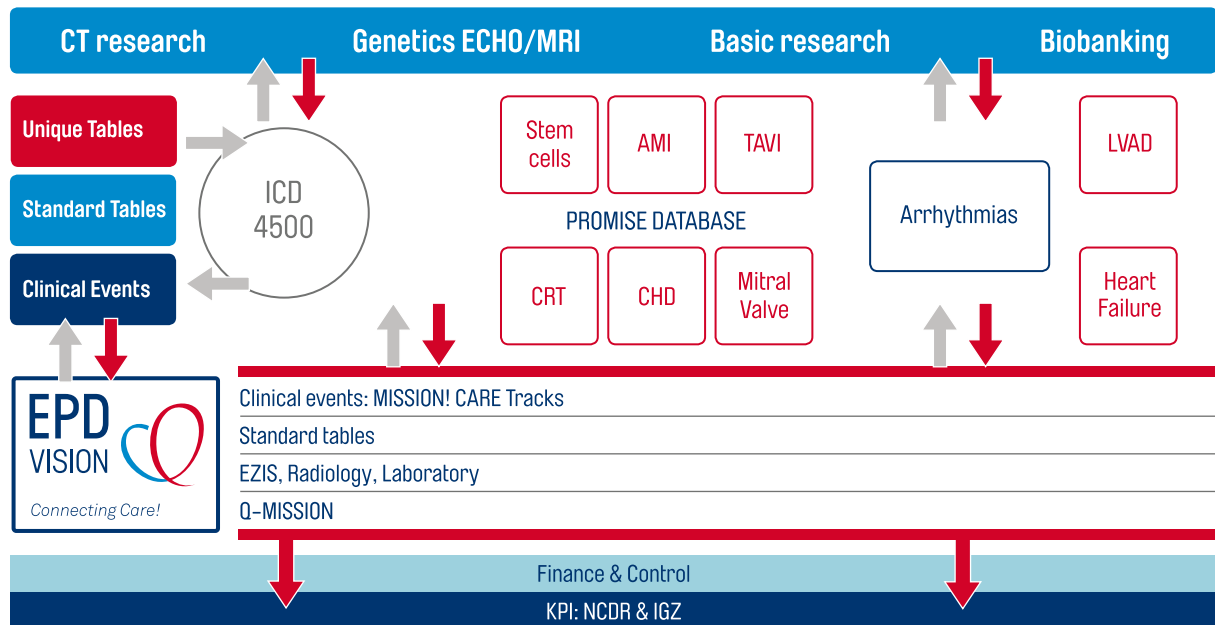 CT research
Genetics ECHO/MRI
Basic research
Biobanking
Unique Tables
Standard Tables
Clinical Events
ICD
4500
Stem
cells
AMI
TAVI
PROMISE DATABASE
CRT
CHD
Mitral
Valve
Arrhythmias
LVAD
Heart
Failure
EPD
VISION
Connecting Care!
Clinical events: MISSION! CARE Tracks
Standard tables
EZIS, Radiology, Laboratory
Q-MISSION
Finance & Control
KPI: NCDR & IGZ